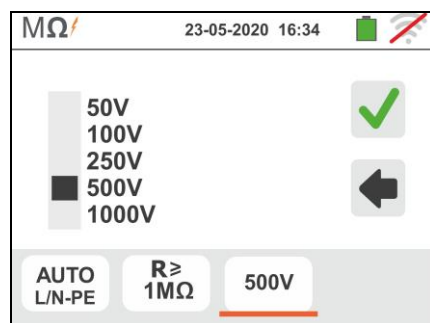 MΩ 23-05-2020 16:34
50V
100V
250V
500V
1000V
AUTO R≥ 500V
L/N-PE 1MΩ